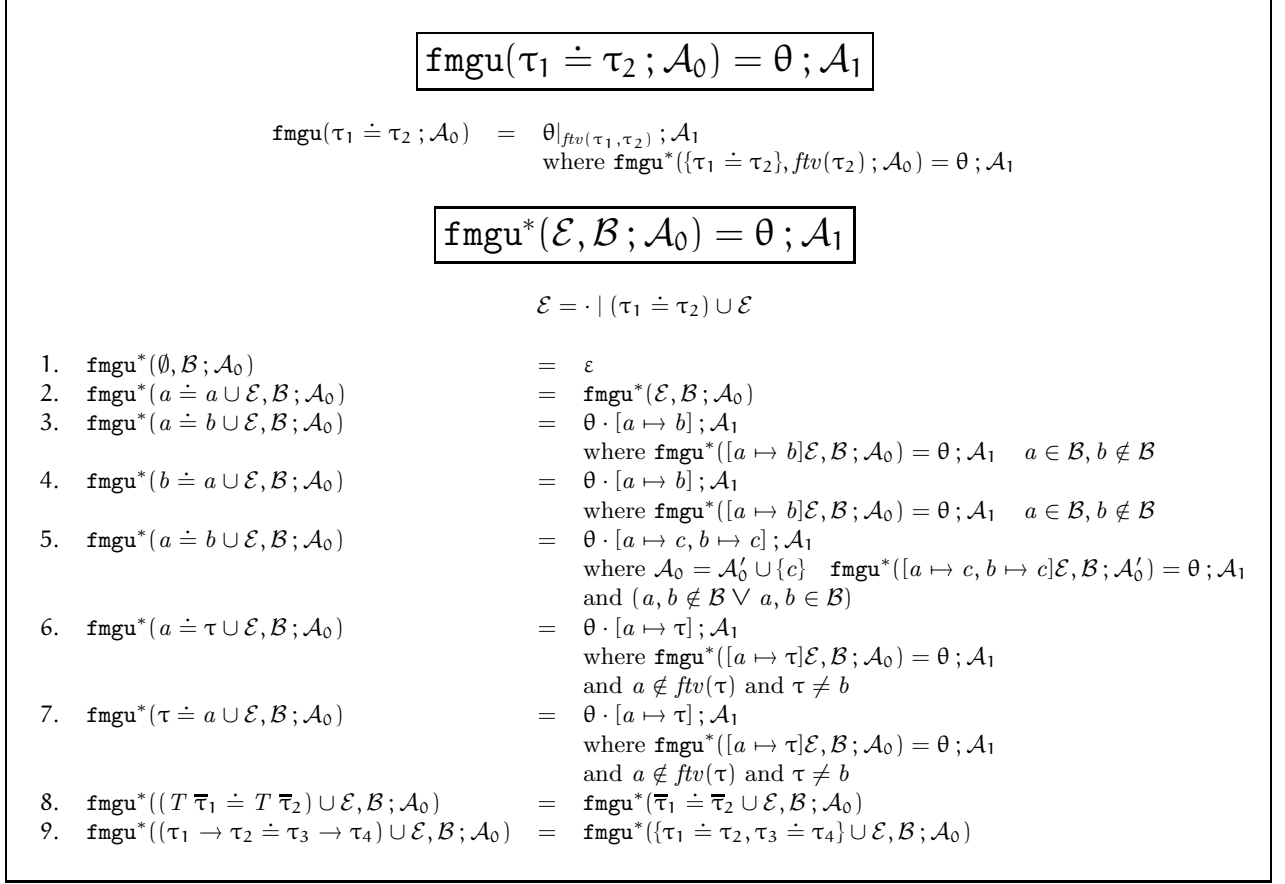 fmgu(τ₁ ≐ τ₂ ; 𝒜₀) = θ ; 𝒜₁
fmgu(τ₁ ≐ τ₂ ; 𝒜₀) = θ|ftv(τ₁,τ₂) ; 𝒜₁
where fmgu*({τ₁ ≐ τ₂}, ftv(τ₂) ; 𝒜₀) = θ ; 𝒜₁
fmgu*(ℰ, ℬ ; 𝒜₀) = θ ; 𝒜₁
ℰ = · | (τ₁ ≐ τ₂) ∪ ℰ
1. fmgu*(∅, ℬ ; 𝒜₀) = ε
2. fmgu*(a ≐ a ∪ ℰ, ℬ ; 𝒜₀) = fmgu*(ℰ, ℬ ; 𝒜₀)
3. fmgu*(a ≐ b ∪ ℰ, ℬ ; 𝒜₀) = θ · [a ↦ b] ; 𝒜₁
where fmgu*([a ↦ b]ℰ, ℬ ; 𝒜₀) = θ ; 𝒜₁ a ∈ ℬ, b ∉ ℬ
4. fmgu*(b ≐ a ∪ ℰ, ℬ ; 𝒜₀) = θ · [a ↦ b] ; 𝒜₁
where fmgu*([a ↦ b]ℰ, ℬ ; 𝒜₀) = θ ; 𝒜₁ a ∈ ℬ, b ∉ ℬ
5. fmgu*(a ≐ b ∪ ℰ, ℬ ; 𝒜₀) = θ · [a ↦ c, b ↦ c] ; 𝒜₁
where 𝒜₀ = 𝒜₀′ ∪ {c} fmgu*([a ↦ c, b ↦ c]ℰ, ℬ ; 𝒜₀′) = θ ; 𝒜₁
and (a, b ∉ ℬ ∨ a, b ∈ ℬ)
6. fmgu*(a ≐ τ ∪ ℰ, ℬ ; 𝒜₀) = θ · [a ↦ τ] ; 𝒜₁
where fmgu*([a ↦ τ]ℰ, ℬ ; 𝒜₀) = θ ; 𝒜₁
and a ∉ ftv(τ) and τ ≠ b
7. fmgu*(τ ≐ a ∪ ℰ, ℬ ; 𝒜₀) = θ · [a ↦ τ] ; 𝒜₁
where fmgu*([a ↦ τ]ℰ, ℬ ; 𝒜₀) = θ ; 𝒜₁
and a ∉ ftv(τ) and τ ≠ b
8. fmgu*((T τ̅₁ ≐ T τ̅₂) ∪ ℰ, ℬ ; 𝒜₀) = fmgu*(τ̅₁ ≐ τ̅₂ ∪ ℰ, ℬ ; 𝒜₀)
9. fmgu*((τ₁ → τ₂ ≐ τ₃ → τ₄) ∪ ℰ, ℬ ; 𝒜₀) = fmgu*({τ₁ ≐ τ₂, τ₃ ≐ τ₄} ∪ ℰ, ℬ ; 𝒜₀)